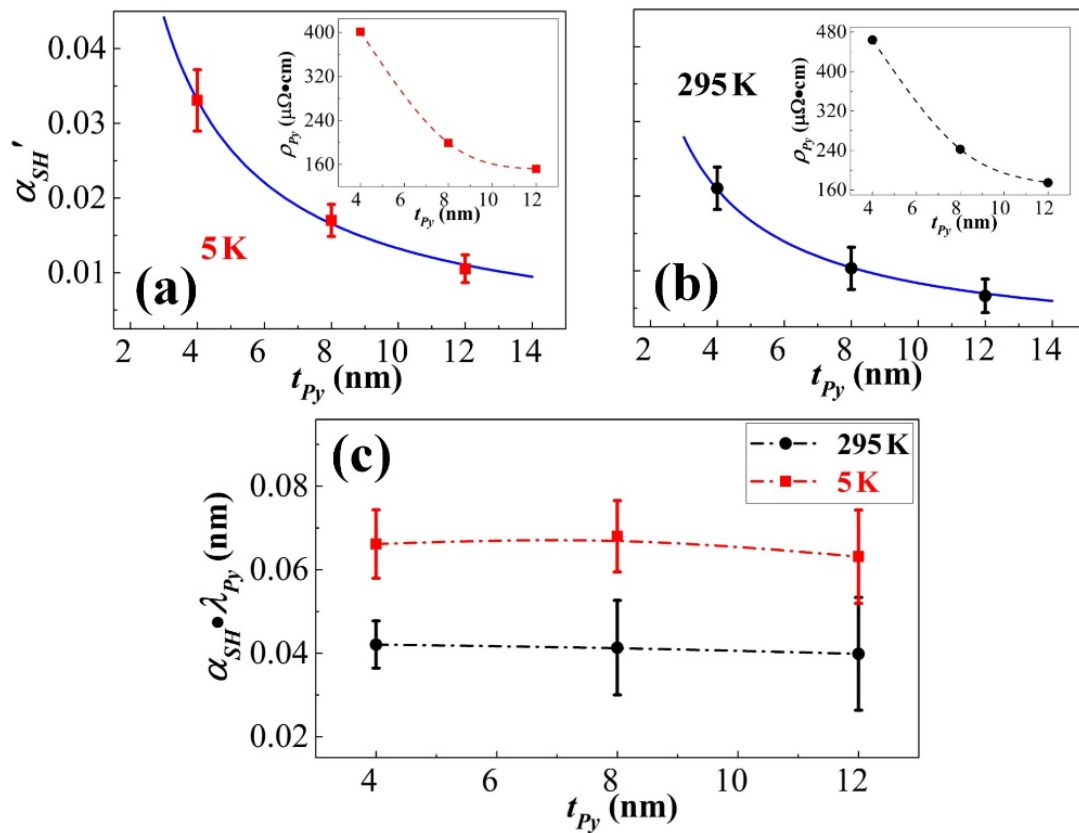 (a)
α_SH′
0.04
0.03
0.02
0.01
2 4 6 8 10 12 14
t_Py (nm)
5 K
ρ_Py (μΩ•cm)
400
320
240
160
4 6 8 10 12
t_Py (nm)
(b)
295K
2 4 6 8 10 12 14
t_Py (nm)
ρ_Py (μΩ•cm)
480
400
320
240
160
4 6 8 10 12
t_Py (nm)
(c)
295K
5K
α_SH•λ_Py (nm)
0.08
0.06
0.04
0.02
4 6 8 10 12
t_Py (nm)